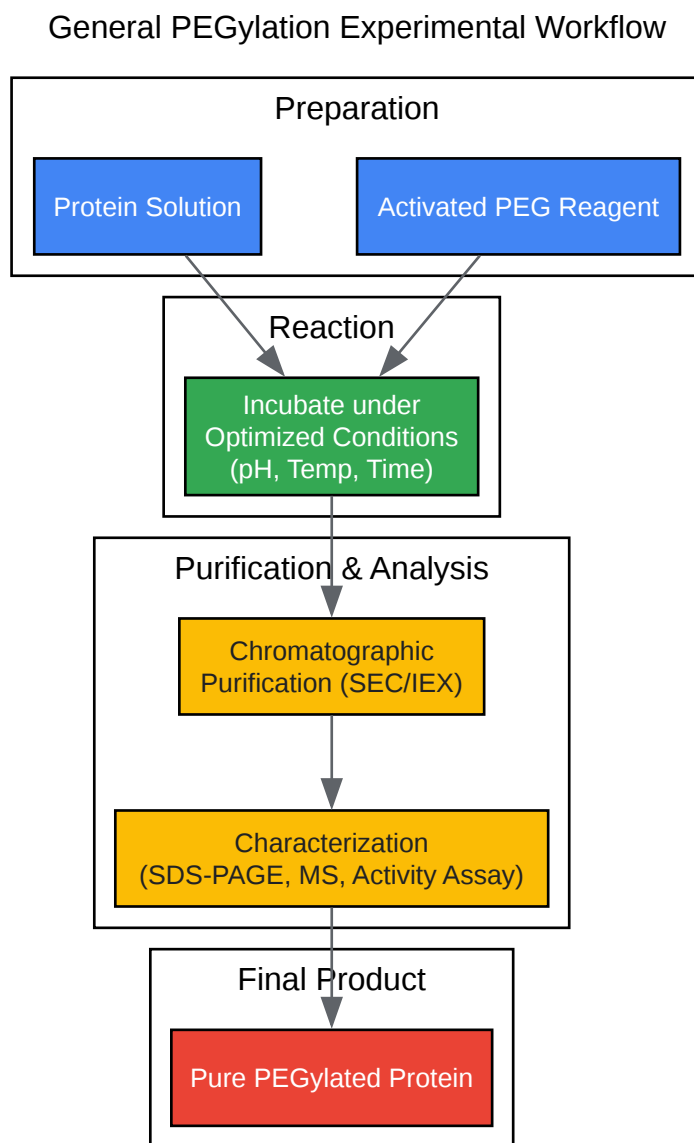 General PEGylation Experimental Workflow
Preparation
Protein Solution
Activated PEG Reagent
Reaction
Incubate under
Optimized Conditions
(pH, Temp, Time)
Purification & Analysis
Chromatographic
Purification (SEC/IEX)
Characterization
(SDS-PAGE, MS, Activity Assay)
Final Product
Pure PEGylated Protein